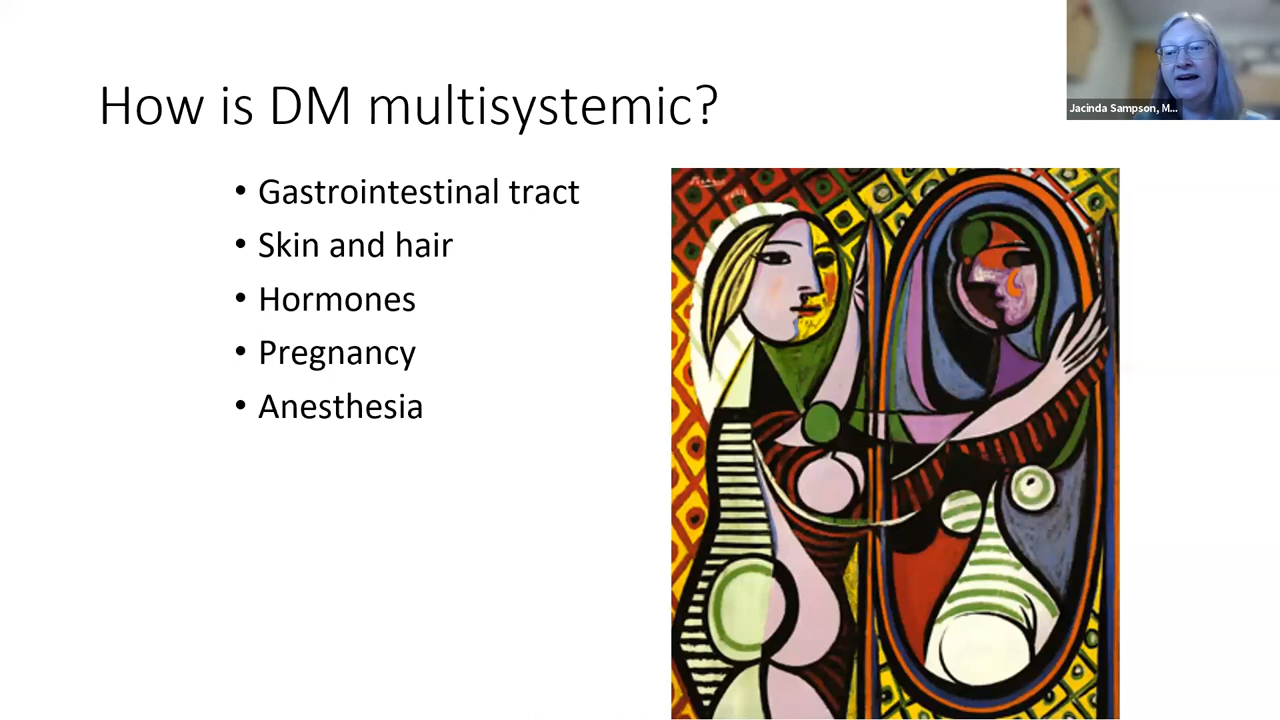 How is DM multisystemic?
• Gastrointestinal tract
• Skin and hair
• Hormones
• Pregnancy
• Anesthesia
Jacinda Sampson, M...